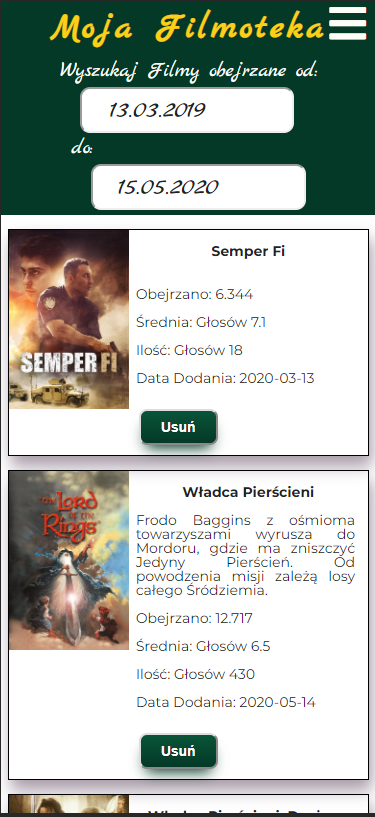 Moja Filmoteka
Wyszukaj Filmy obejrzane od:
13.03.2019
do:
15.05.2020
SEMPER FI
Semper Fi
Obejrzano: 6.344
Średnia: Głosów 7.1
Ilość: Głosów 18
Data Dodania: 2020-03-13
Usuń
The
Lord
of the
Rings
Władca Pierścieni
Frodo Baggins z ośmioma
towarzyszami wyrusza do
Mordoru, gdzie ma zniszczyć
Jedyny Pierścień. Od
powodzenia misji zależą losy
całego Śródziemia.
Obejrzano: 12.717
Średnia: Głosów 6.5
Ilość: Głosów 430
Data Dodania: 2020-05-14
Usuń